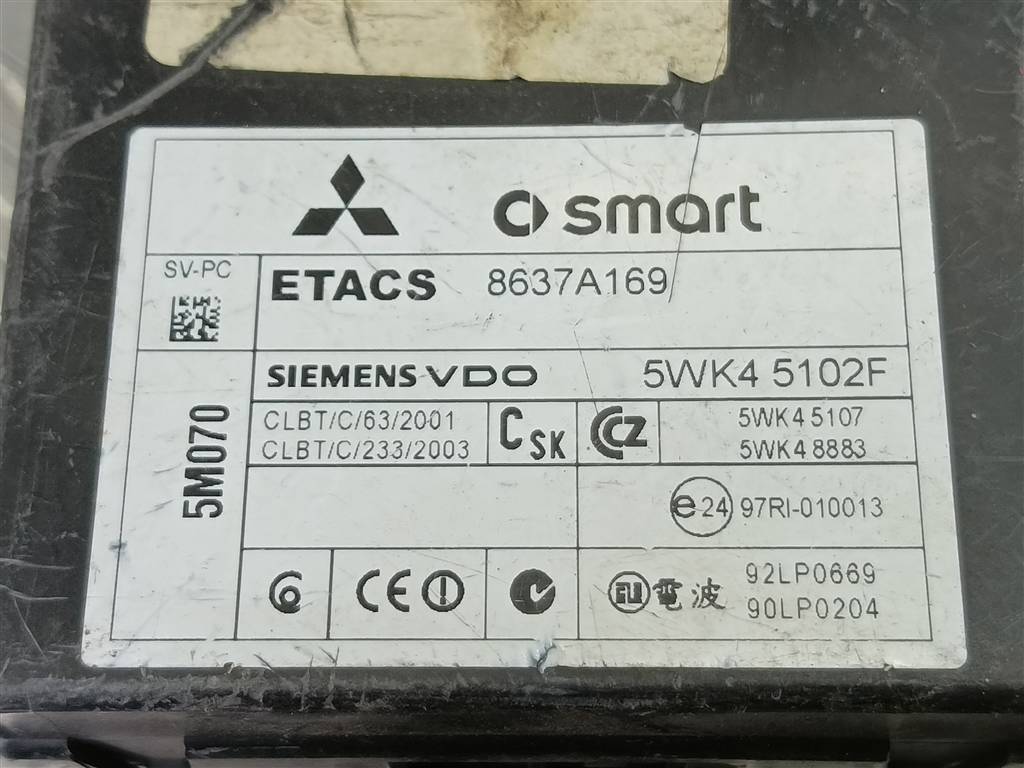 smart
SV-PC
ETACS 8637A169
SIEMENS VDO 5WK4 5102F
5M070
CLBT/C/63/2001
CLBT/C/233/2003
CSK
CZ
5WK4 5107
5WK4 8883
e24 97RI-010013
CE
電波
92LP0669
90LP0204